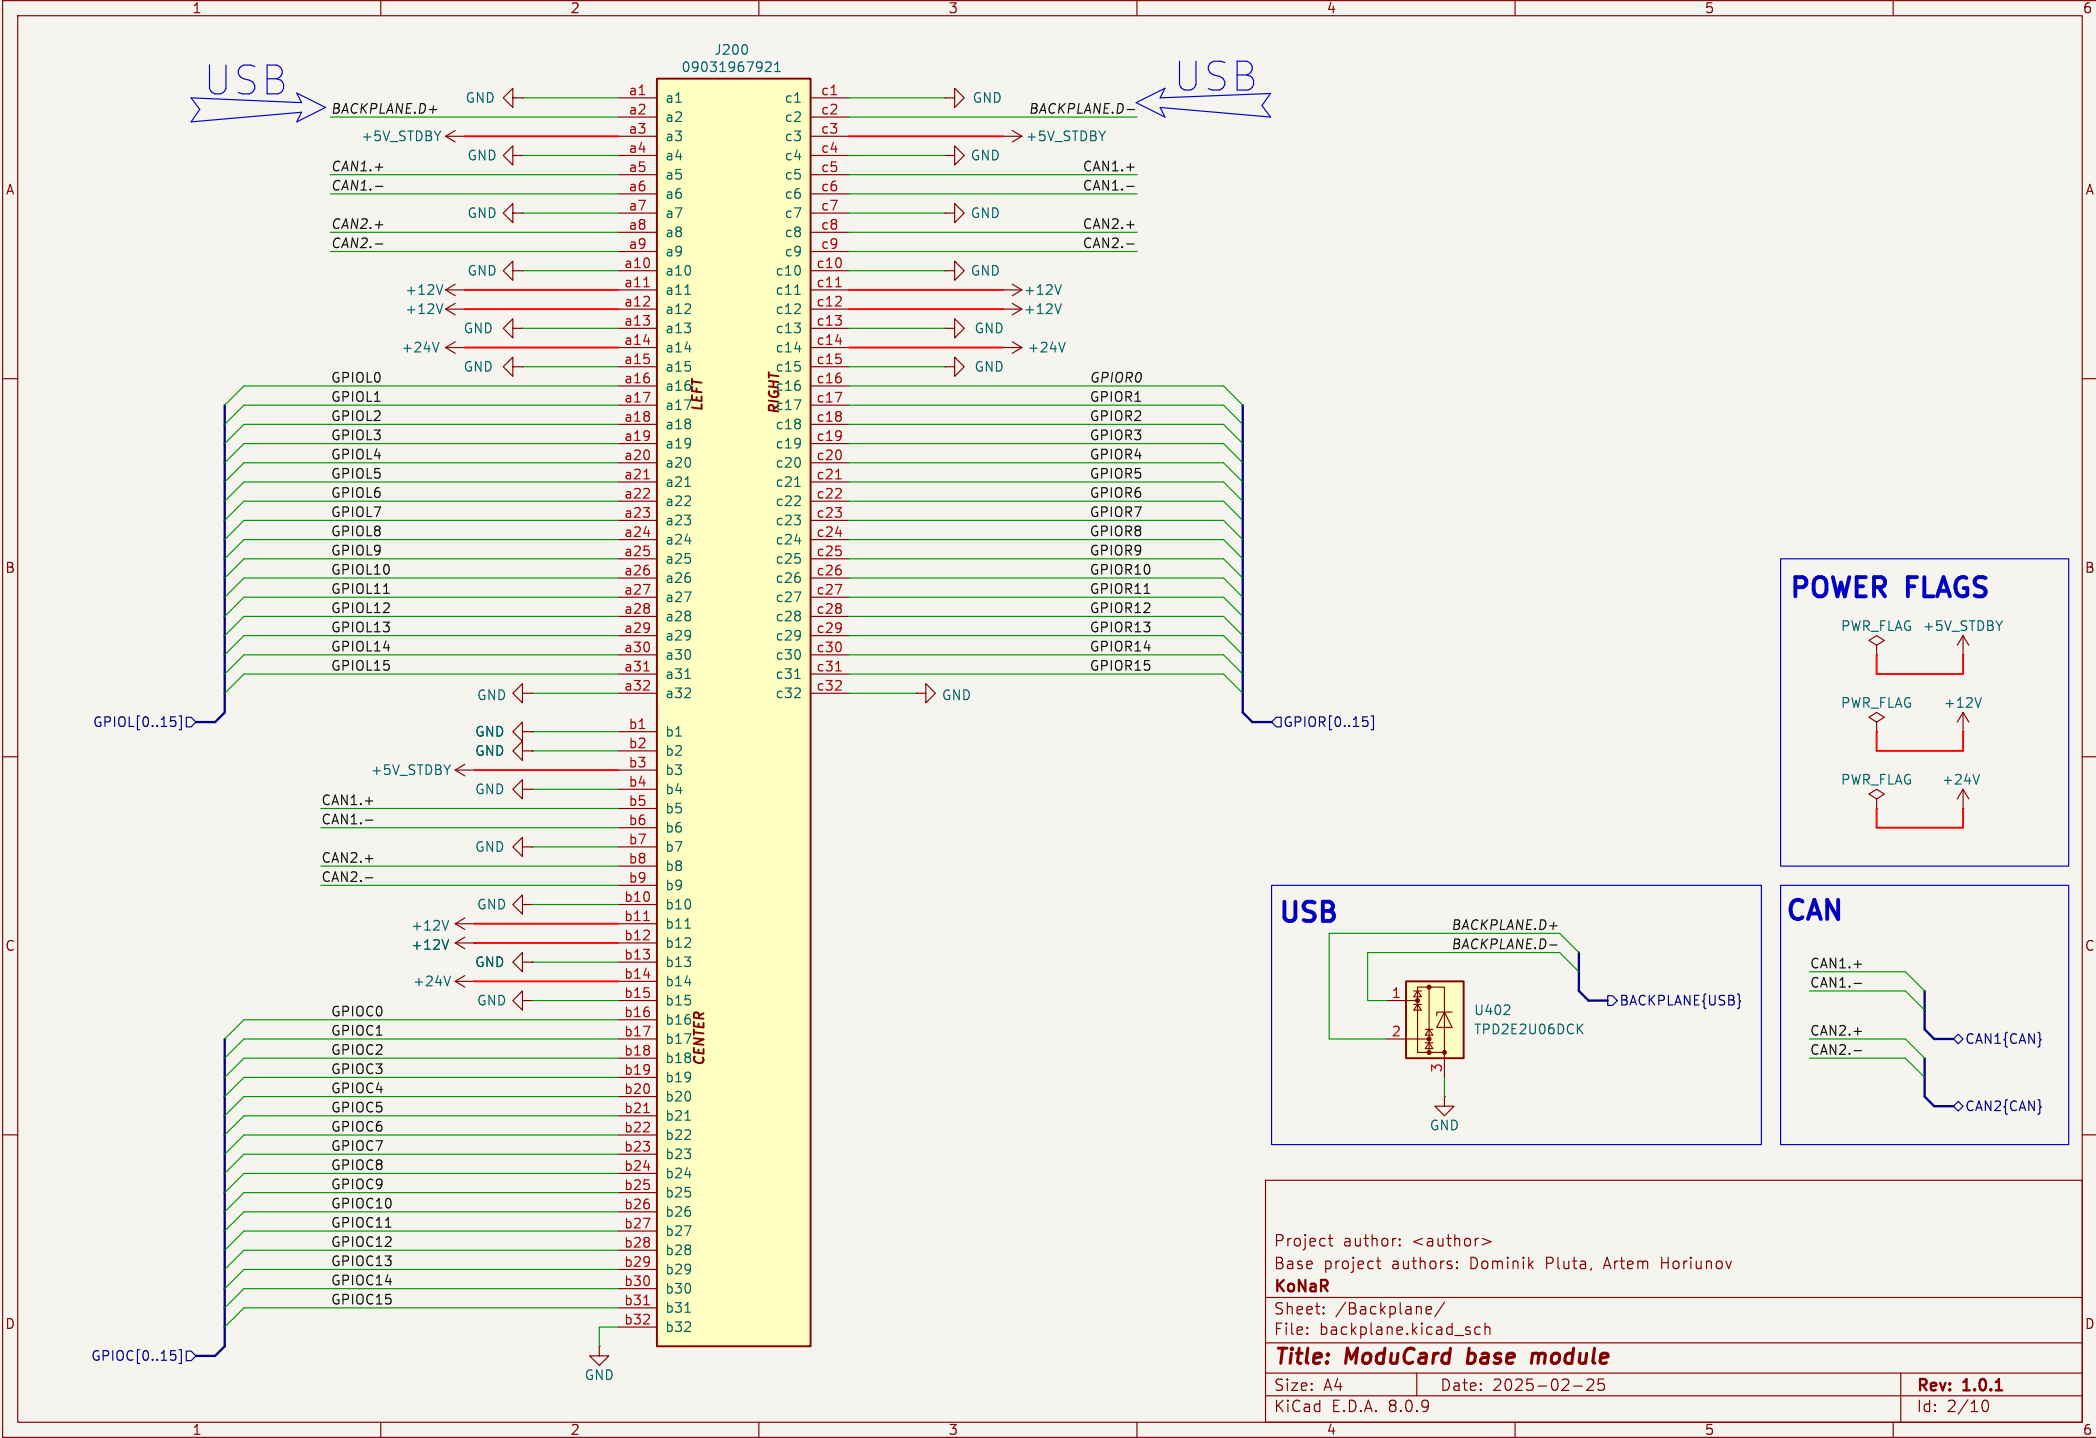 1 2 3 4 5 6
J200
09031967921
USB USB
GND a1 a1 c1 c1 GND
BACKPLANE.D+ a2 a2 c2 c2 BACKPLANE.D-
+5V_STDBY a3 a3 c3 c3 +5V_STDBY
GND a4 a4 c4 c4 GND
CAN1.+ a5 a5 c5 c5 CAN1.+
CAN1.- a6 a6 c6 c6 CAN1.-
A A
GND a7 a7 c7 c7 GND
CAN2.+ a8 a8 c8 c8 CAN2.+
CAN2.- a9 a9 c9 c9 CAN2.-
GND a10 a10 c10 c10 GND
+12V a11 a11 c11 c11 +12V
+12V a12 a12 c12 c12 +12V
GND a13 a13 c13 c13 GND
+24V a14 a14 c14 c14 +24V
GND a15 a15 c15 c15 GND
GPIOL0 a16 a16 c16 c16 GPIOR0
LEFT RIGHT
GPIOL1 a17 a17 c17 c17 GPIOR1
GPIOL2 a18 a18 c18 c18 GPIOR2
GPIOL3 a19 a19 c19 c19 GPIOR3
GPIOL4 a20 a20 c20 c20 GPIOR4
GPIOL5 a21 a21 c21 c21 GPIOR5
GPIOL6 a22 a22 c22 c22 GPIOR6
GPIOL7 a23 a23 c23 c23 GPIOR7
GPIOL8 a24 a24 c24 c24 GPIOR8
GPIOL9 a25 a25 c25 c25 GPIOR9
B B
GPIOL10 a26 a26 c26 c26 GPIOR10
GPIOL11 a27 a27 c27 c27 GPIOR11
GPIOL12 a28 a28 c28 c28 GPIOR12
GPIOL13 a29 a29 c29 c29 GPIOR13
GPIOL14 a30 a30 c30 c30 GPIOR14
GPIOL15 a31 a31 c31 c31 GPIOR15
GND a32 a32 c32 c32 GND
GPIOL[0..15] GPIOR[0..15]
GND b1 b1
GND b2 b2
+5V_STDBY b3 b3
GND b4 b4
CAN1.+ b5 b5
CAN1.- b6 b6
GND b7 b7
CAN2.+ b8 b8
CAN2.- b9 b9
GND b10 b10
+12V b11 b11
+12V b12 b12
C C
GND b13 b13
+24V b14 b14
GND b15 b15
GPIOC0 b16 b16
CENTER
GPIOC1 b17 b17
GPIOC2 b18 b18
GPIOC3 b19 b19
GPIOC4 b20 b20
GPIOC5 b21 b21
GPIOC6 b22 b22
GPIOC7 b23 b23
GPIOC8 b24 b24
GPIOC9 b25 b25
GPIOC10 b26 b26
GPIOC11 b27 b27
GPIOC12 b28 b28
GPIOC13 b29 b29
GPIOC14 b30 b30
GPIOC15 b31 b31
b32 b32
D D
GPIOC[0..15]
GND
POWER FLAGS
PWR_FLAG +5V_STDBY
PWR_FLAG +12V
PWR_FLAG +24V
USB
BACKPLANE.D+
BACKPLANE.D-
1
BACKPLANE{USB}
U402
TPD2E2U06DCK
2
3
GND
CAN
CAN1.+
CAN1.-
CAN2.+
CAN1{CAN}
CAN2.-
CAN2{CAN}
Project author: <author>
Base project authors: Dominik Pluta, Artem Horiunov
KoNaR
Sheet: /Backplane/
File: backplane.kicad_sch
Title: ModuCard base module
Size: A4 Date: 2025-02-25 Rev: 1.0.1
KiCad E.D.A. 8.0.9 Id: 2/10
1 2 3 4 5 6